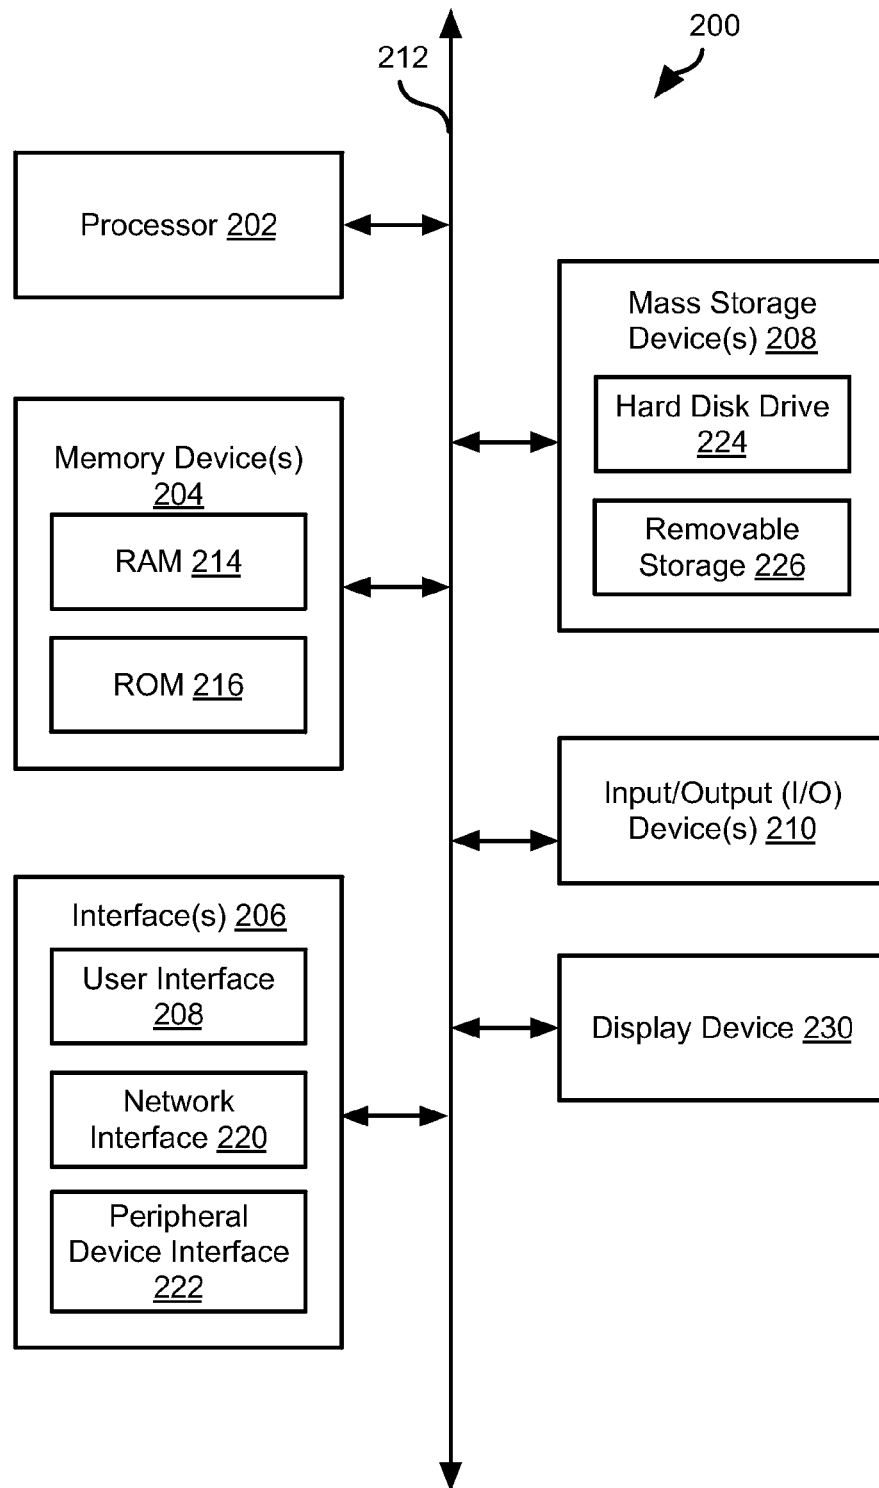 200
212
Processor 202
Mass Storage
Device(s) 208
Hard Disk Drive
224
Removable
Storage 226
Memory Device(s)
204
RAM 214
ROM 216
Input/Output (I/O)
Device(s) 210
Interface(s) 206
User Interface
208
Network
Interface 220
Peripheral
Device Interface
222
Display Device 230